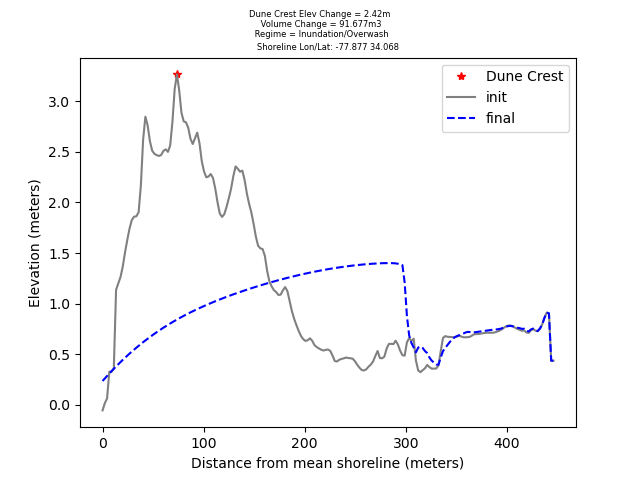 Dune Crest Elev Change = 2.42m
Volume Change = 91.677m3
Regime = Inundation/Overwash
Shoreline Lon/Lat: -77.877 34.068
Dune Crest
init
final
3.0
2.5
2.0
1.5
1.0
0.5
0.0
Elevation (meters)
0 100 200 300 400
Distance from mean shoreline (meters)